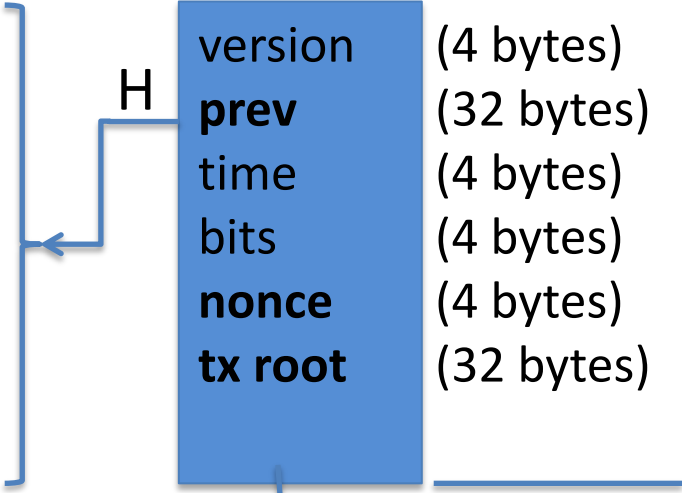 H
version (4 bytes)
prev (32 bytes)
time (4 bytes)
bits (4 bytes)
nonce (4 bytes)
tx root (32 bytes)